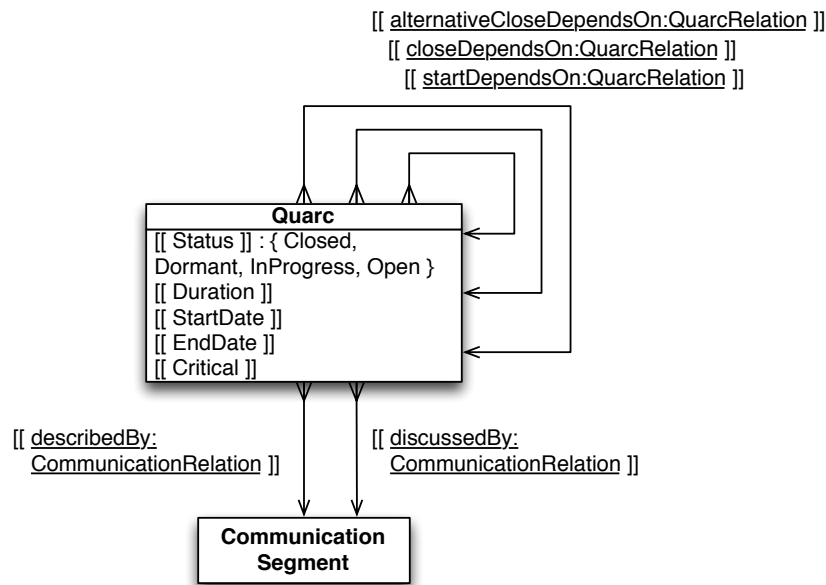 [[ alternativeCloseDependsOn:QuarcRelation ]]
[[ closeDependsOn:QuarcRelation ]]
[[ startDependsOn:QuarcRelation ]]
Quarc
[[ Status ]] : { Closed,
Dormant, InProgress, Open }
[[ Duration ]]
[[ StartDate ]]
[[ EndDate ]]
[[ Critical ]]
[[ describedBy:
CommunicationRelation ]]
[[ discussedBy:
CommunicationRelation ]]
Communication
Segment